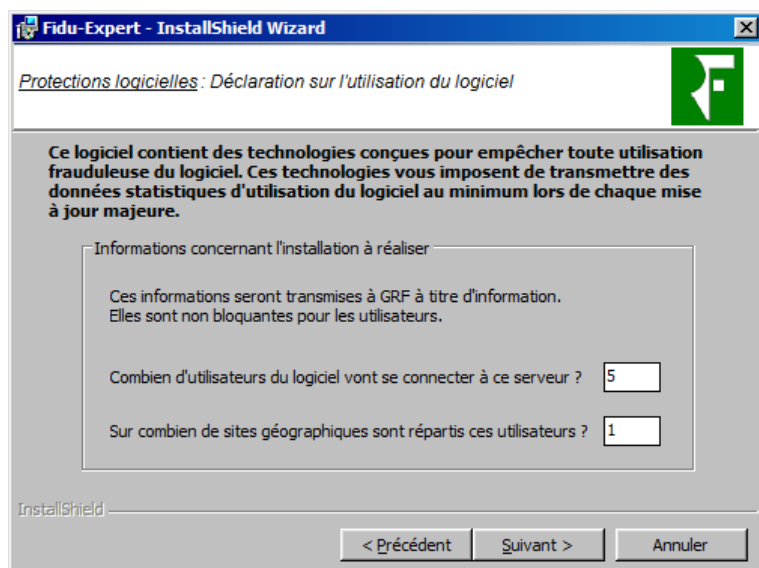 Fidu-Expert - InstallShield Wizard
Protections logicielles : Déclaration sur l'utilisation du logiciel
Ce logiciel contient des technologies conçues pour empêcher toute utilisation
frauduleuse du logiciel. Ces technologies vous imposent de transmettre des
données statistiques d'utilisation du logiciel au minimum lors de chaque mise
à jour majeure.
Informations concernant l'installation à réaliser
Ces informations seront transmises à GRF à titre d'information.
Elles sont non bloquantes pour les utilisateurs.
Combien d'utilisateurs du logiciel vont se connecter à ce serveur ? 5
Sur combien de sites géographiques sont répartis ces utilisateurs ? 1
InstallShield
< Précédent Suivant > Annuler